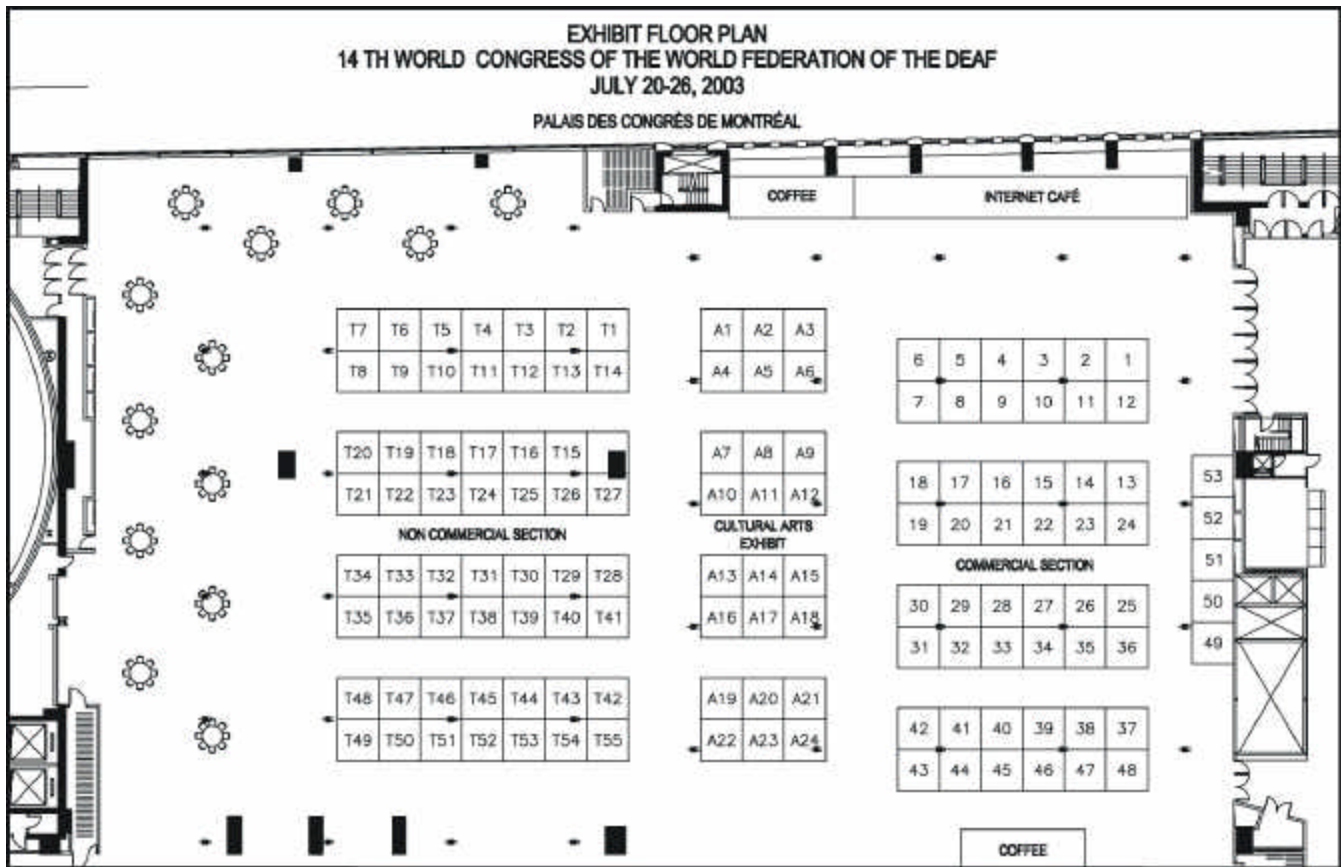 EXHIBIT FLOOR PLAN
14 TH WORLD CONGRESS OF THE WORLD FEDERATION OF THE DEAF
JULY 20-26, 2003
PALAIS DES CONGRÈS DE MONTRÉAL
COFFEE
INTERNET CAFÉ
T7 T6 T5 T4 T3 T2 T1
T8 T9 T10 T11 T12 T13 T14
A1 A2 A3
A4 A5 A6
6 5 4 3 2 1
7 8 9 10 11 12
T20 T19 T18 T17 T16 T15
T21 T22 T23 T24 T25 T26 T27
A7 A8 A9
A10 A11 A12
18 17 16 15 14 13
19 20 21 22 23 24
53
52
51
50
49
NON COMMERCIAL SECTION
CULTURAL ARTS
EXHIBIT
COMMERCIAL SECTION
T34 T33 T32 T31 T30 T29 T28
T35 T36 T37 T38 T39 T40 T41
A13 A14 A15
A16 A17 A18
30 29 28 27 26 25
31 32 33 34 35 36
T48 T47 T46 T45 T44 T43 T42
T49 T50 T51 T52 T53 T54 T55
A19 A20 A21
A22 A23 A24
42 41 40 39 38 37
43 44 45 46 47 48
COFFEE